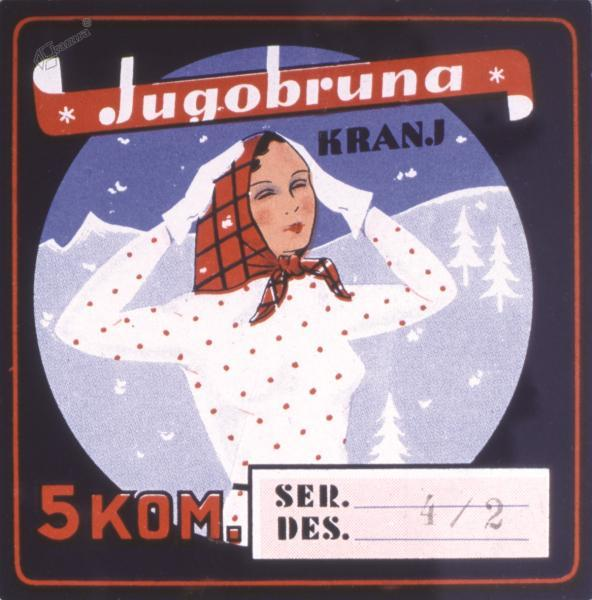 Jugobruna
KRANJ
5 KOM.
SER. 4/2
DES.